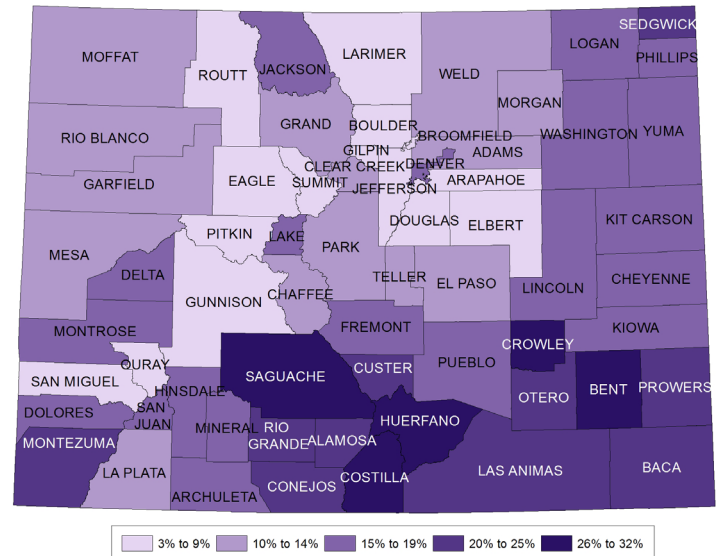 SEDGWICK
MOFFAT
ROUTT
JACKSON
LARIMER
LOGAN
PHILLIPS
WELD
MORGAN
GRAND
BOULDER
RIO BLANCO
BROOMFIELD
WASHINGTON
YUMA
GILPIN
ADAMS
CLEAR CREEK
DENVER
GARFIELD
EAGLE
SUMMIT
JEFFERSON
ARAPAHOE
DOUGLAS
ELBERT
KIT CARSON
PITKIN
LAKE
PARK
MESA
DELTA
TELLER
EL PASO
LINCOLN
CHEYENNE
GUNNISON
CHAFFEE
MONTROSE
FREMONT
KIOWA
CROWLEY
OURAY
CUSTER
PUEBLO
SAN MIGUEL
SAGUACHE
HINSDALE
OTERO
BENT
PROWERS
DOLORES
SAN
JUAN
MINERAL
RIO
GRANDE
ALAMOSA
HUERFANO
MONTEZUMA
LA PLATA
COSTILLA
LAS ANIMAS
BACA
ARCHULETA
CONEJOS
3% to 9%
10% to 14%
15% to 19%
20% to 25%
26% to 32%